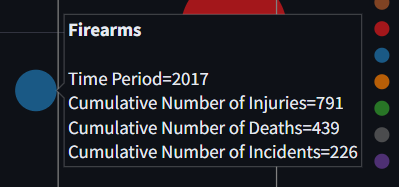 Firearms
Time Period=2017
Cumulative Number of Injuries=791
Cumulative Number of Deaths=439
Cumulative Number of Incidents=226